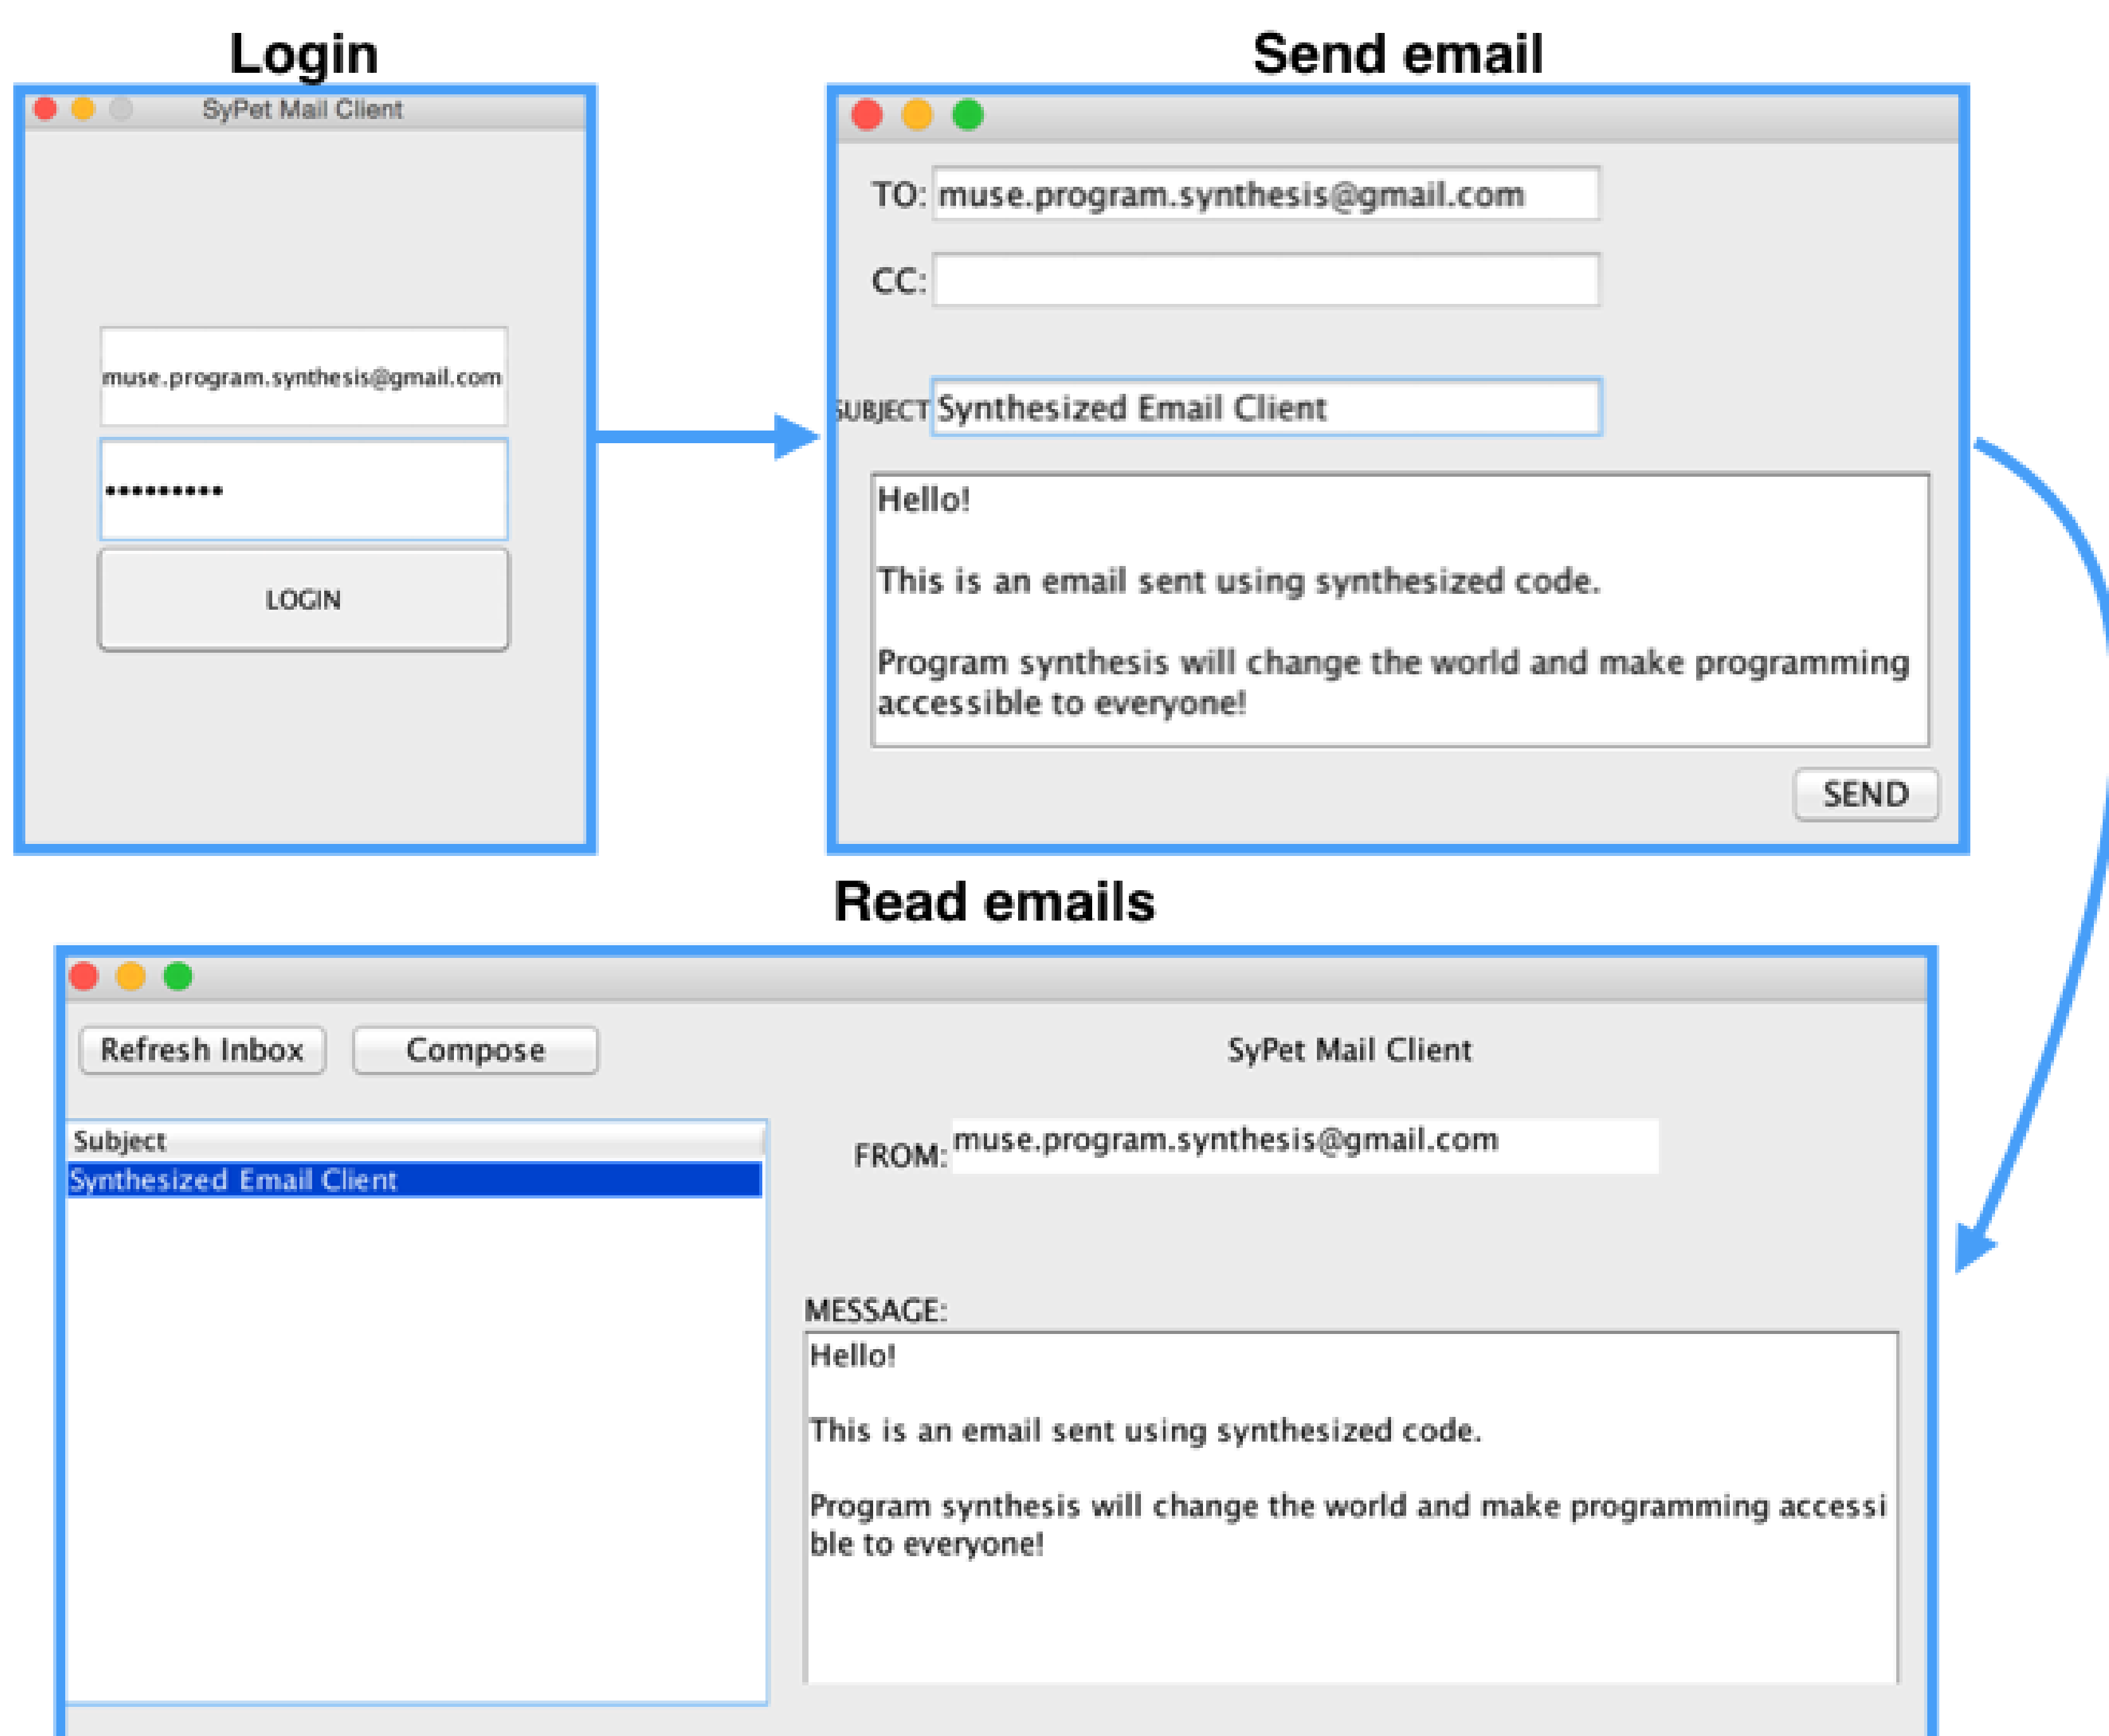 Login
SyPet Mail Client
muse.program.synthesis@gmail.com
•••••••••
LOGIN
Send email
TO: muse.program.synthesis@gmail.com
CC:
SUBJECT Synthesized Email Client
Hello!
This is an email sent using synthesized code.
Program synthesis will change the world and make programming
accessible to everyone!
SEND
Read emails
Refresh Inbox Compose SyPet Mail Client
Subject
Synthesized Email Client
FROM: muse.program.synthesis@gmail.com
MESSAGE:
Hello!
This is an email sent using synthesized code.
Program synthesis will change the world and make programming accessi
ble to everyone!